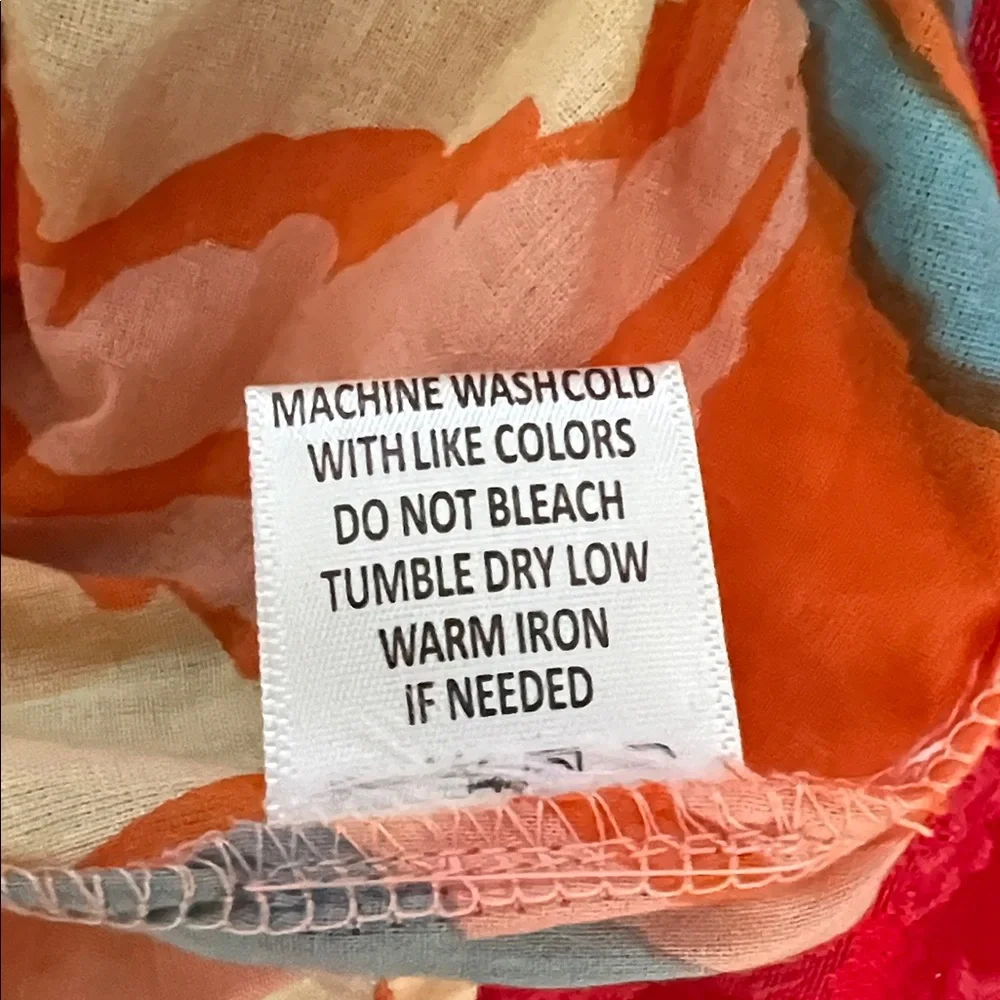 MACHINE WASH COLD
WITH LIKE COLORS
DO NOT BLEACH
TUMBLE DRY LOW
WARM IRON
IF NEEDED